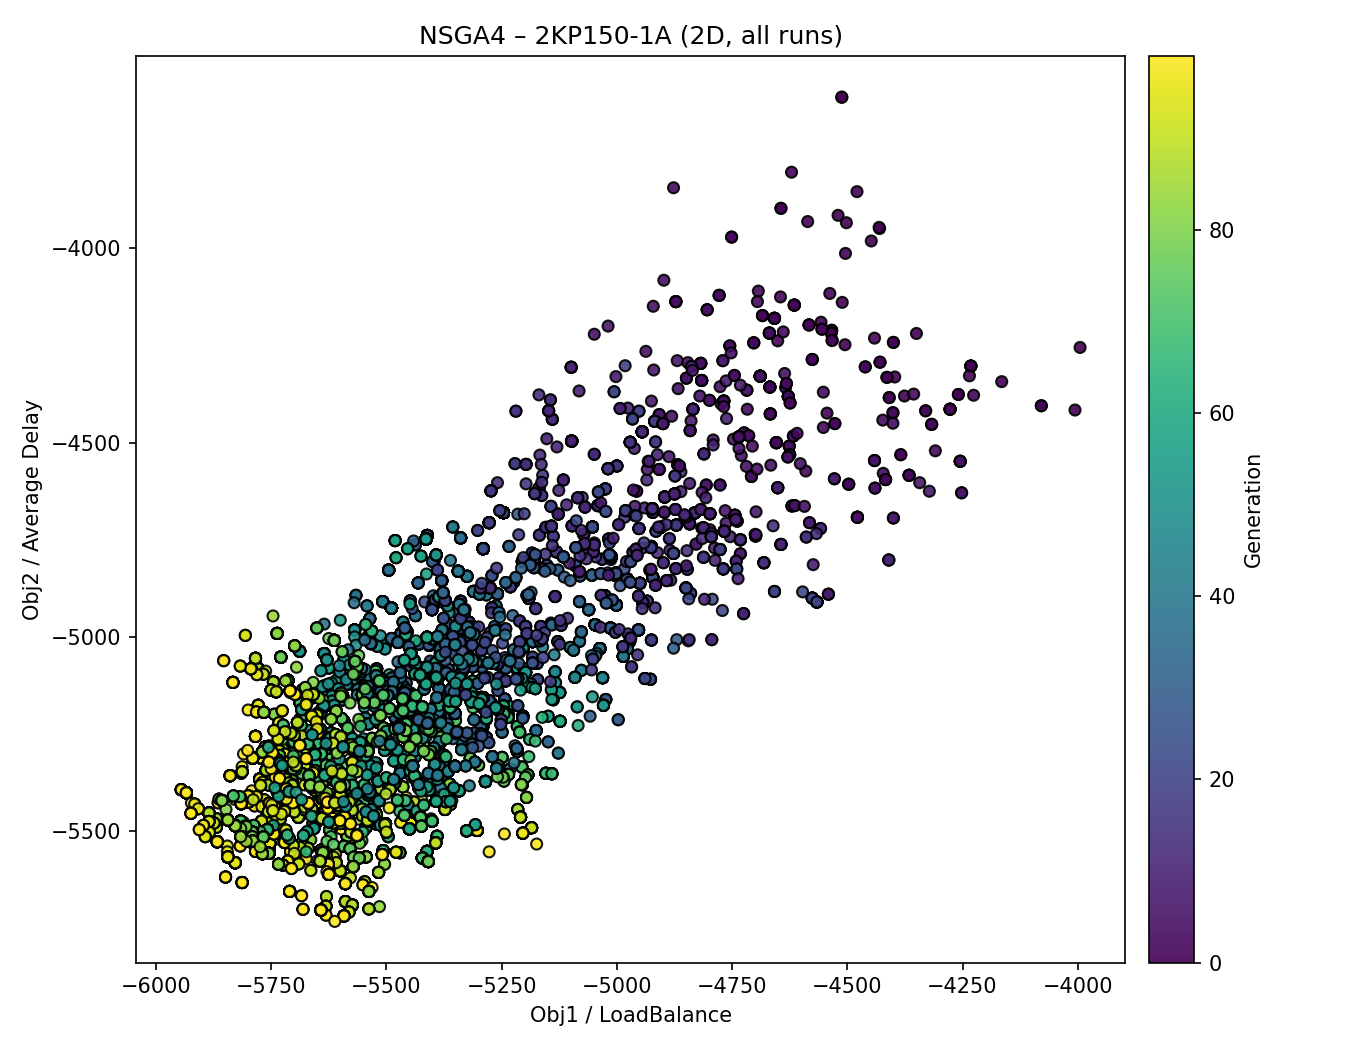 NSGA4 – 2KP150-1A (2D, all runs)
Obj2 / Average Delay
−4000
−4500
−5000
−5500
−6000 −5750 −5500 −5250 −5000 −4750 −4500 −4250 −4000
Obj1 / LoadBalance
80
60
40
20
0
Generation